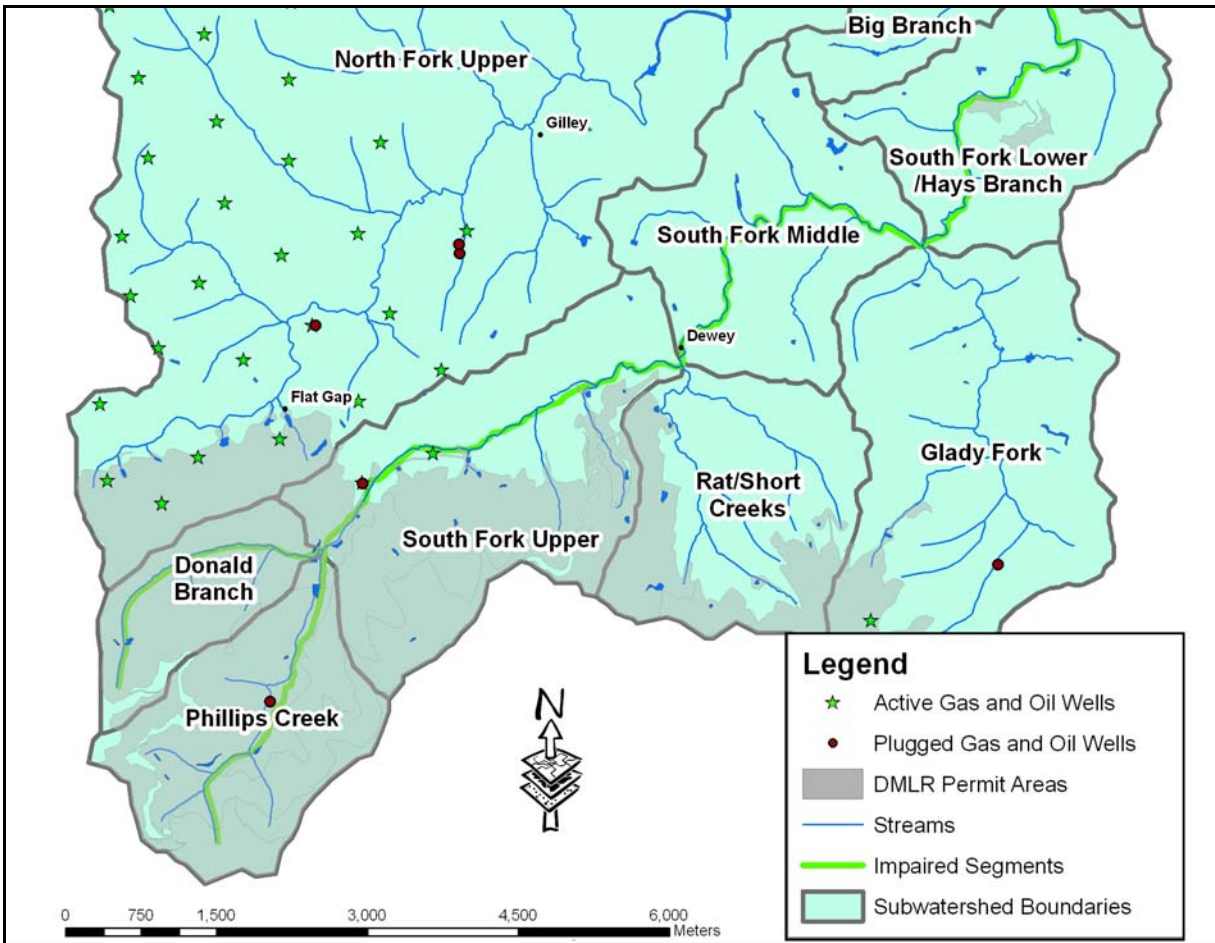 Big Branch
North Fork Upper
Gilley
South Fork Lower
/Hays Branch
South Fork Middle
Dewey
Flat Gap
Glady Fork
Rat/Short
Creeks
South Fork Upper
Donald
Branch
Phillips Creek
N
Legend
Active Gas and Oil Wells
Plugged Gas and Oil Wells
DMLR Permit Areas
Streams
Impaired Segments
Subwatershed Boundaries
0 750 1,500 3,000 4,500 6,000
Meters